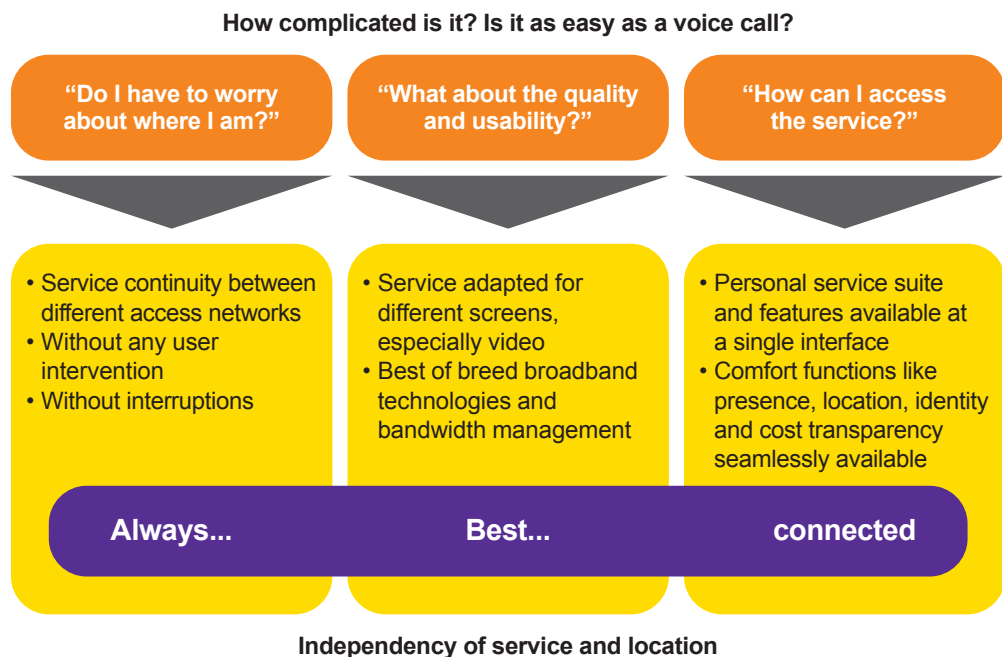 How complicated is it? Is it as easy as a voice call?
“Do I have to worry
about where I am?”
“What about the quality
and usability?”
“How can I access
the service?”
• Service continuity between
different access networks
• Without any user
intervention
• Without interruptions
• Service adapted for
different screens,
especially video
• Best of breed broadband
technologies and
bandwidth management
• Personal service suite
and features available at
a single interface
• Comfort functions like
presence, location, identity
and cost transparency
seamlessly available
Always...
Best...
connected
Independency of service and location